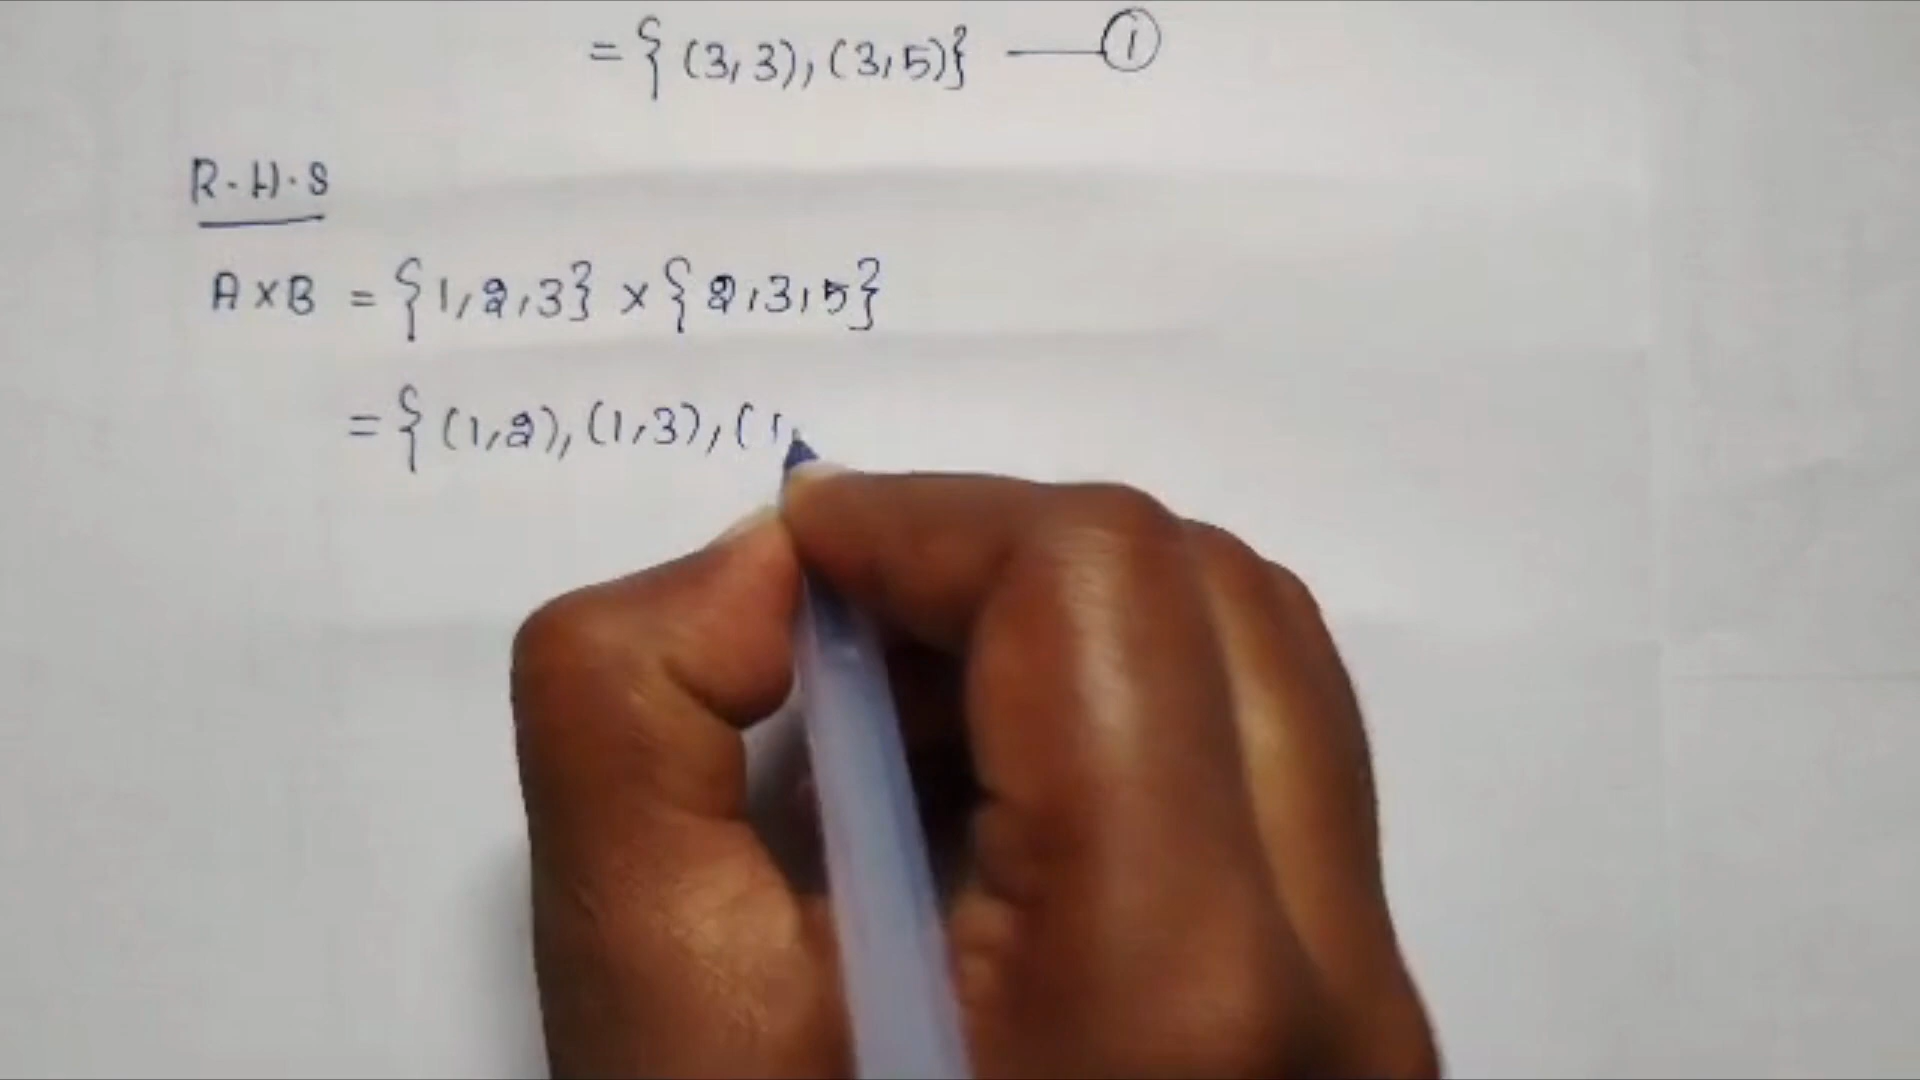 = { (3,3), (3,5)} — ①
R.H.S
A×B = {1,2,3} × {2,3,5}
= { (1,2), (1,3), (1,